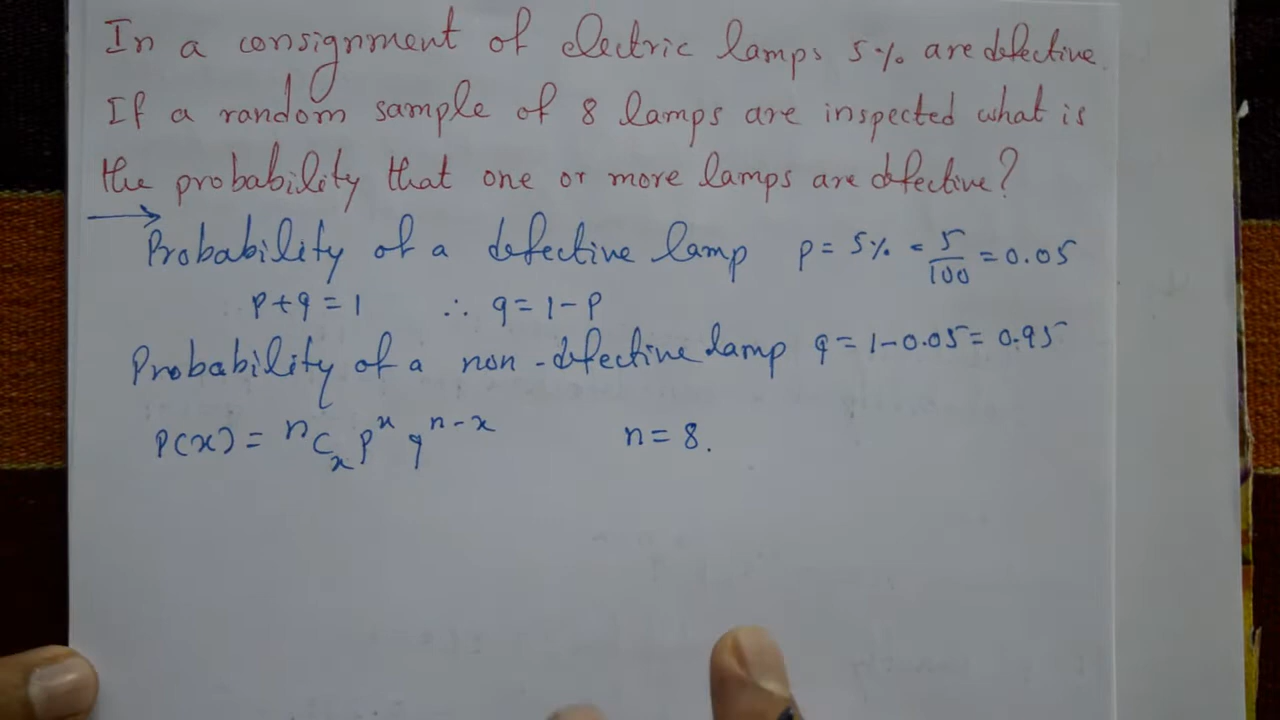 In a consignment of electric lamps 5% are defective.
If a random sample of 8 lamps are inspected what is
the probability that one or more lamps are defective?
→ Probability of a defective lamp p = 5% = 5/100 = 0.05
p + q = 1 ∴ q = 1 - p
Probability of a non-defective lamp q = 1 - 0.05 = 0.95
P(x) = ⁿCₓ pˣ qⁿ⁻ˣ n = 8.